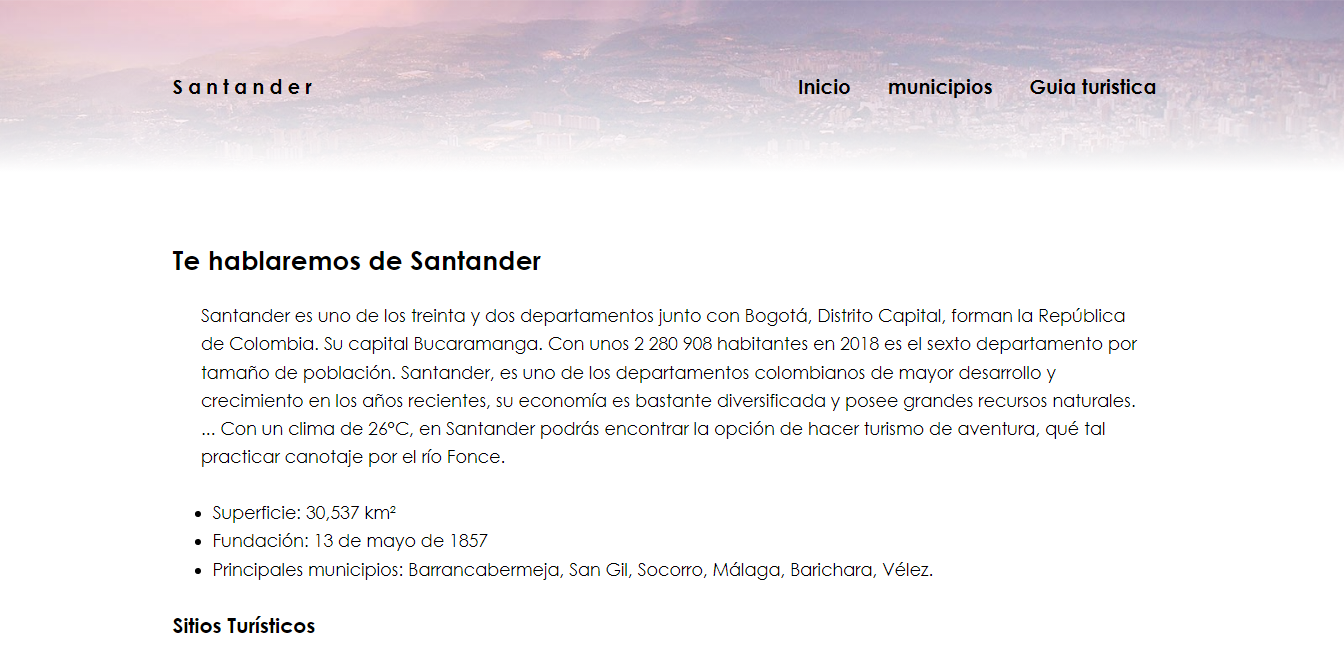 Santander
Inicio municipios Guia turistica
Te hablaremos de Santander
Santander es uno de los treinta y dos departamentos junto con Bogotá, Distrito Capital, forman la República
de Colombia. Su capital Bucaramanga. Con unos 2 280 908 habitantes en 2018 es el sexto departamento por
tamaño de población. Santander, es uno de los departamentos colombianos de mayor desarrollo y
crecimiento en los años recientes, su economía es bastante diversificada y posee grandes recursos naturales.
... Con un clima de 26°C, en Santander podrás encontrar la opción de hacer turismo de aventura, qué tal
practicar canotaje por el río Fonce.
• Superficie: 30,537 km²
• Fundación: 13 de mayo de 1857
• Principales municipios: Barrancabermeja, San Gil, Socorro, Málaga, Barichara, Vélez.
Sitios Turísticos